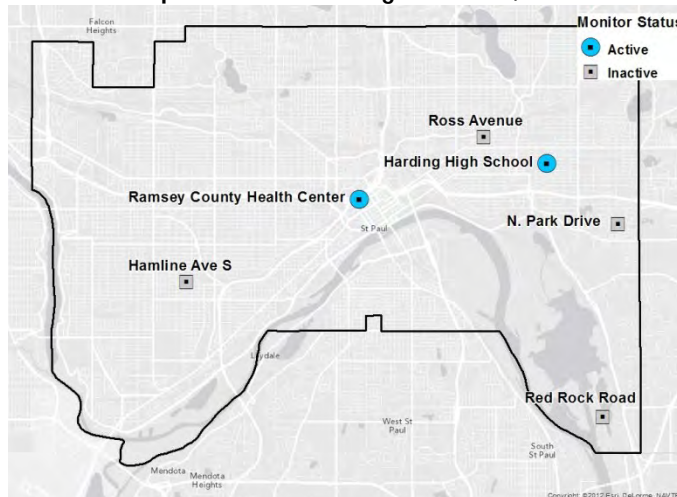 Monitor Status
Active
Inactive
Falcon
Heights
Ross Avenue
Harding High School
Ramsey County Health Center
St Paul
N. Park Drive
Hamline Ave S
Lilydale
Red Rock Road
West St
Paul
South
St Paul
Mendota
Mendota
Heights